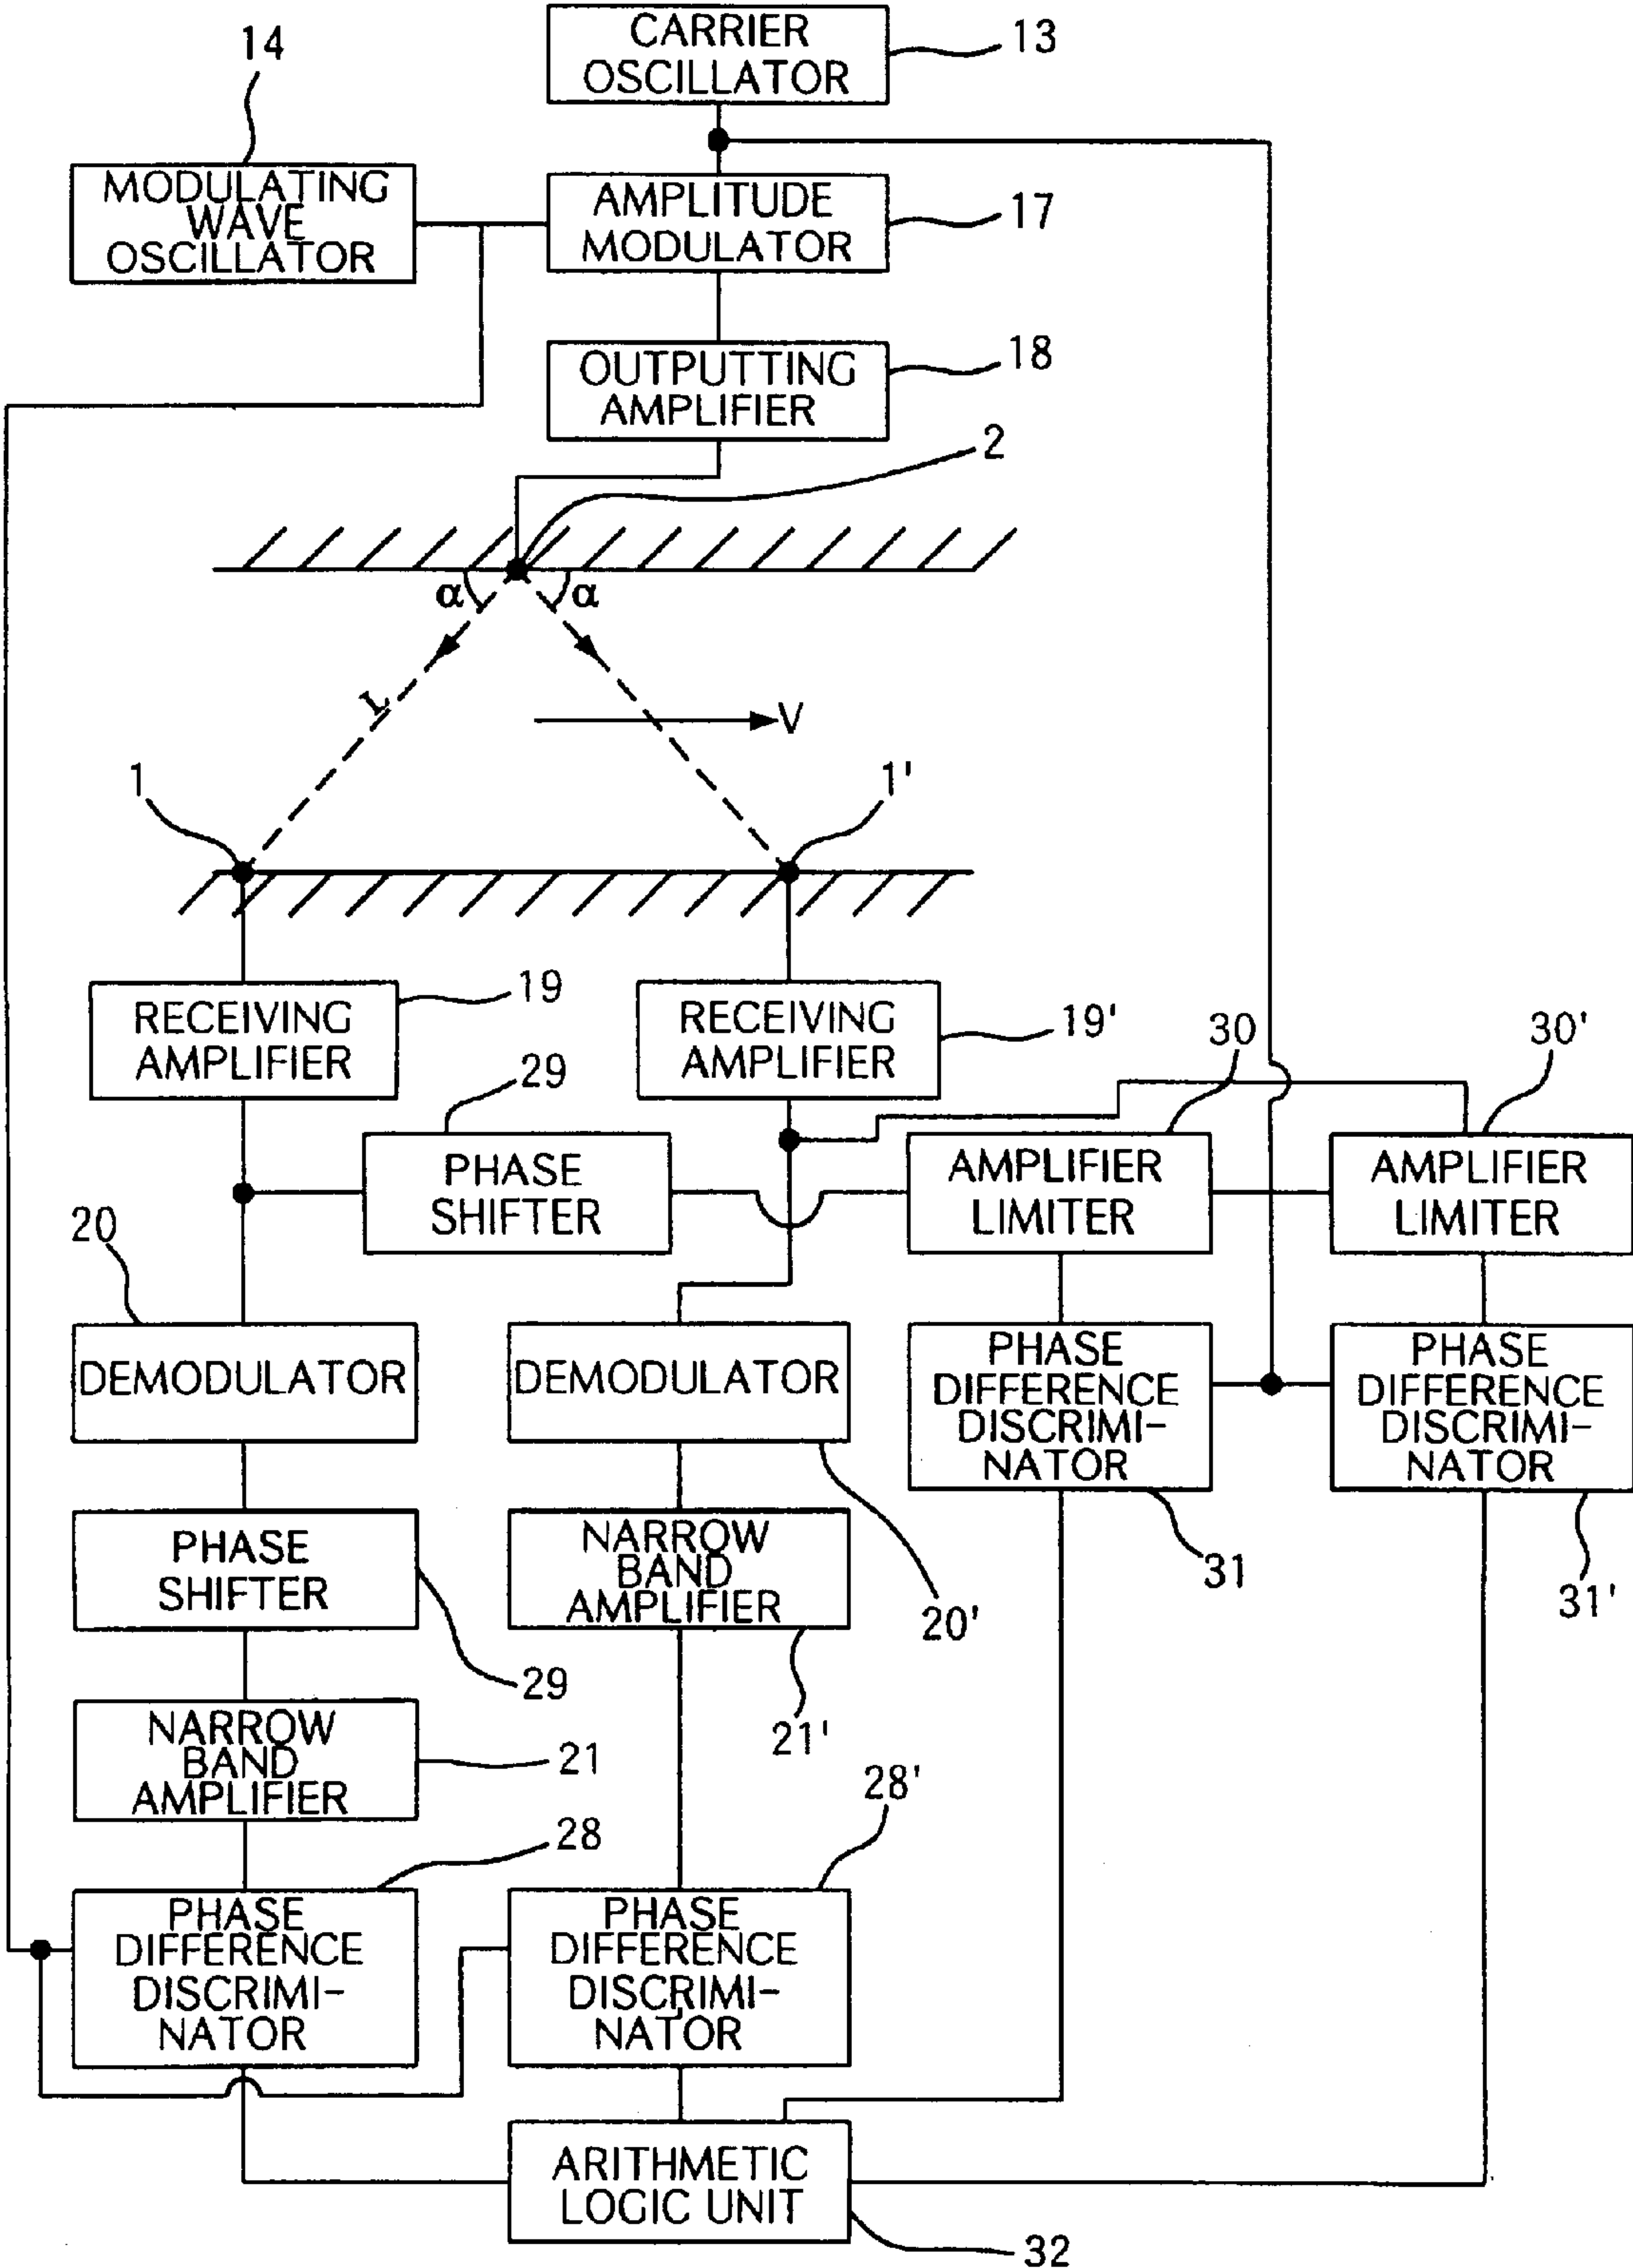 CARRIER
OSCILLATOR
13
14
MODULATING
WAVE
OSCILLATOR
AMPLITUDE
MODULATOR
17
OUTPUTTING
AMPLIFIER
18
2
α
α
L
V
1
1'
RECEIVING
AMPLIFIER
19
RECEIVING
AMPLIFIER
19'
29
30
30'
PHASE
SHIFTER
AMPLIFIER
LIMITER
AMPLIFIER
LIMITER
20
DEMODULATOR
DEMODULATOR
PHASE
DIFFERENCE
DISCRIMI-
NATOR
PHASE
DIFFERENCE
DISCRIMI-
NATOR
PHASE
SHIFTER
NARROW
BAND
AMPLIFIER
20'
31
31'
29
21'
NARROW
BAND
AMPLIFIER
21
28
28'
PHASE
DIFFERENCE
DISCRIMI-
NATOR
PHASE
DIFFERENCE
DISCRIMI-
NATOR
ARITHMETIC
LOGIC UNIT
32